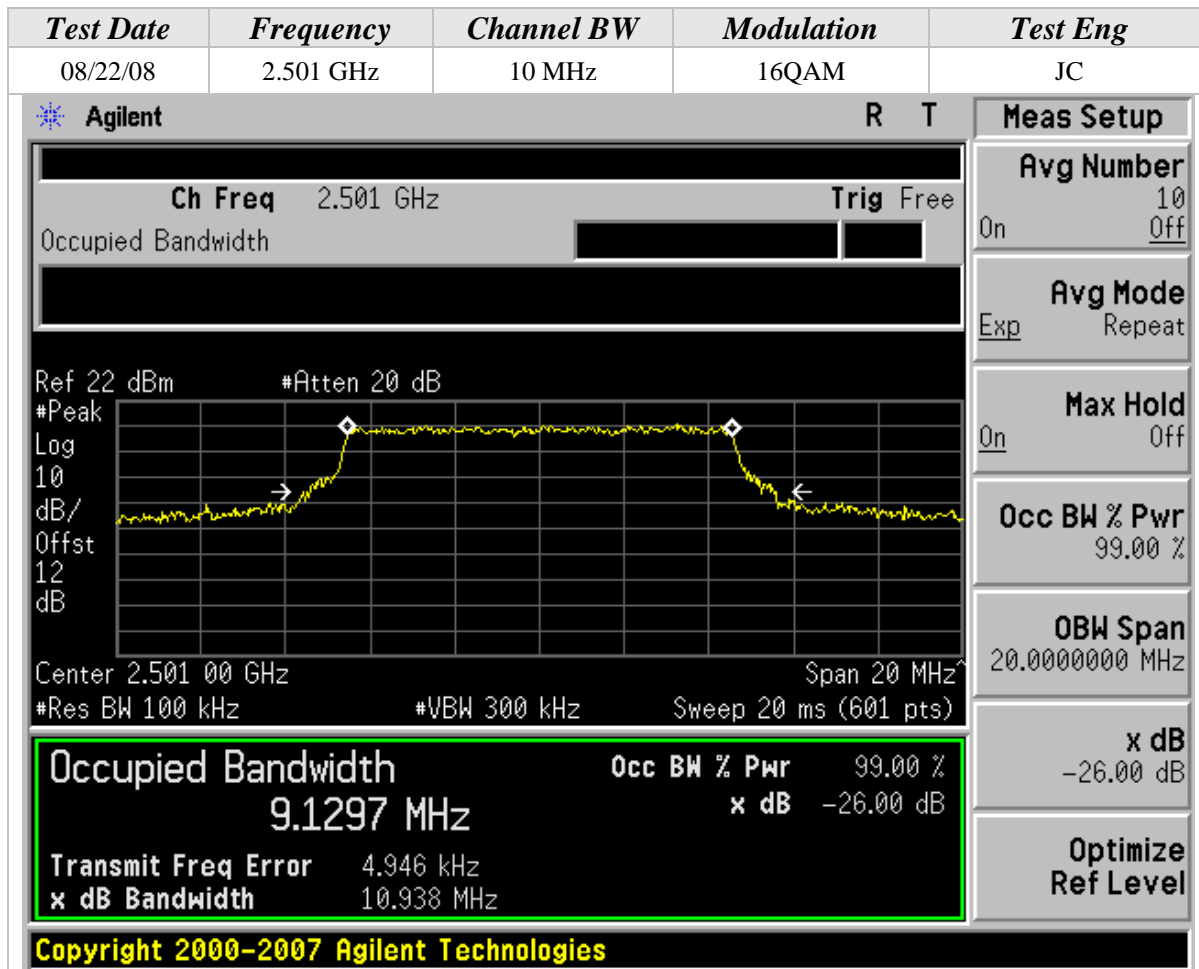 Test Date Frequency Channel BW Modulation Test Eng
08/22/08 2.501 GHz 10 MHz 16QAM JC
Agilent R T
Ch Freq 2.501 GHz Trig Free
Occupied Bandwidth
Ref 22 dBm #Atten 20 dB
#Peak
Log
10
dB/
Offst
12
dB
Center 2.501 00 GHz Span 20 MHz^
#Res BW 100 kHz #VBW 300 kHz Sweep 20 ms (601 pts)
Occupied Bandwidth Occ BW % Pwr 99.00 %
9.1297 MHz x dB -26.00 dB
Transmit Freq Error 4.946 kHz
x dB Bandwidth 10.938 MHz
Copyright 2000-2007 Agilent Technologies
Meas Setup
Avg Number
10
On Off
Avg Mode
Exp Repeat
Max Hold
On Off
Occ BW % Pwr
99.00 %
OBW Span
20.0000000 MHz
x dB
-26.00 dB
Optimize
Ref Level